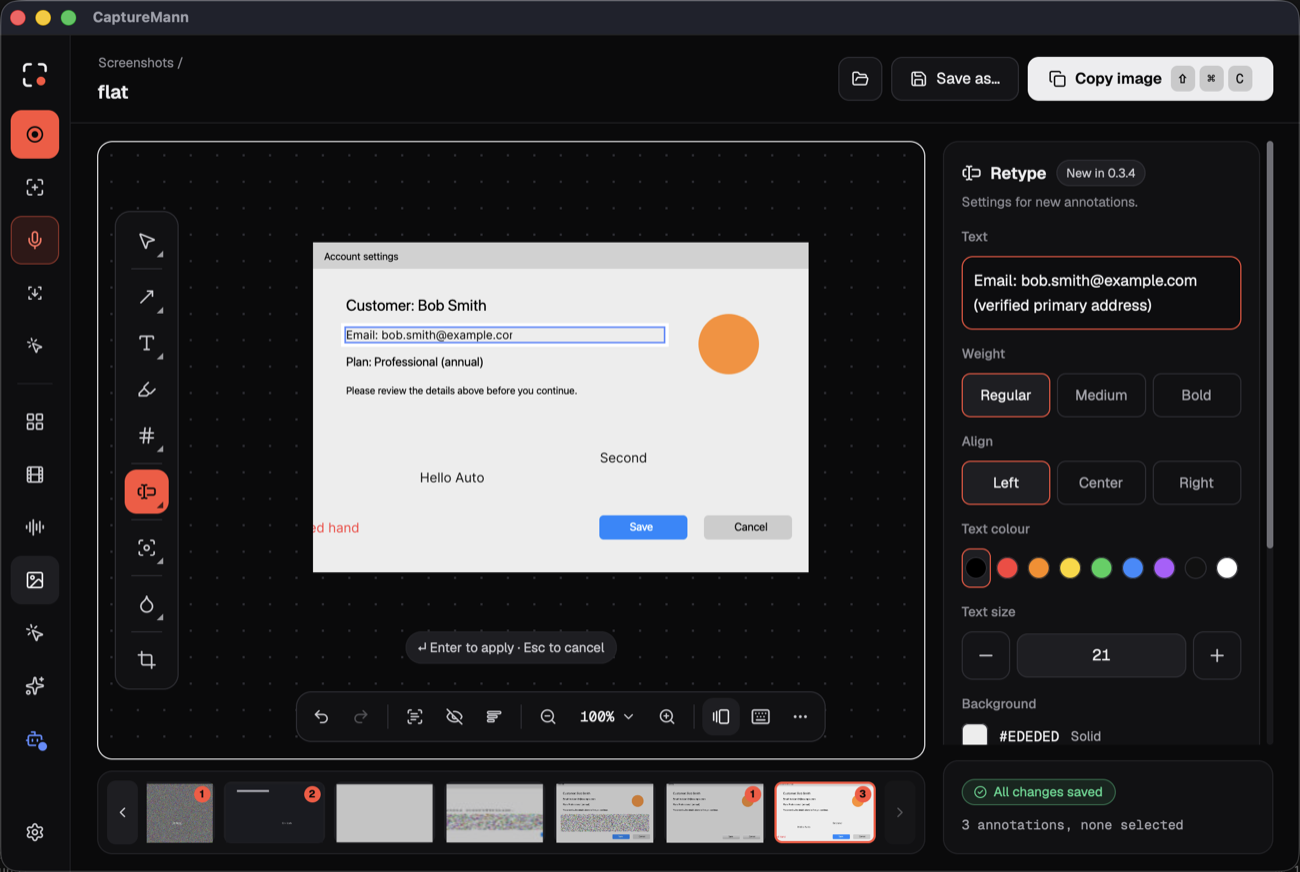 CaptureMann
Screenshots /
flat
Save as...
Copy image ⇧ ⌘ C
Account settings
Customer: Bob Smith
Email: bob.smith@example.cor
Plan: Professional (annual)
Please review the details above before you continue.
Second
Hello Auto
ed hand
Save
Cancel
↵ Enter to apply · Esc to cancel
100%
1
2
1
3
Retype
New in 0.3.4
Settings for new annotations.
Text
Email: bob.smith@example.com
(verified primary address)
Weight
Regular
Medium
Bold
Align
Left
Center
Right
Text colour
Text size
21
Background
#EDEDED Solid
All changes saved
3 annotations, none selected